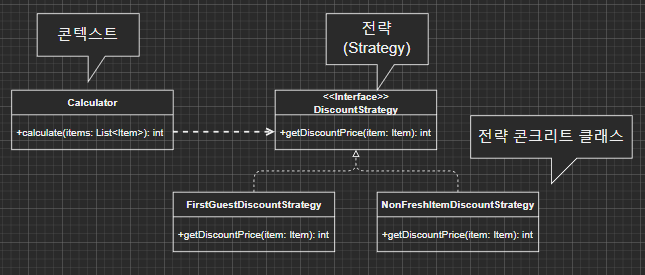 콘텍스트
전략
(Strategy)
Calculator
+calculate(items: List<Item>): int
<<Interface>>
DiscountStrategy
+getDiscountPrice(item: Item): int
전략 콘크리트 클래스
FirstGuestDiscountStrategy
+getDiscountPrice(item: Item): int
NonFreshItemDiscountStrategy
+getDiscountPrice(item: Item): int